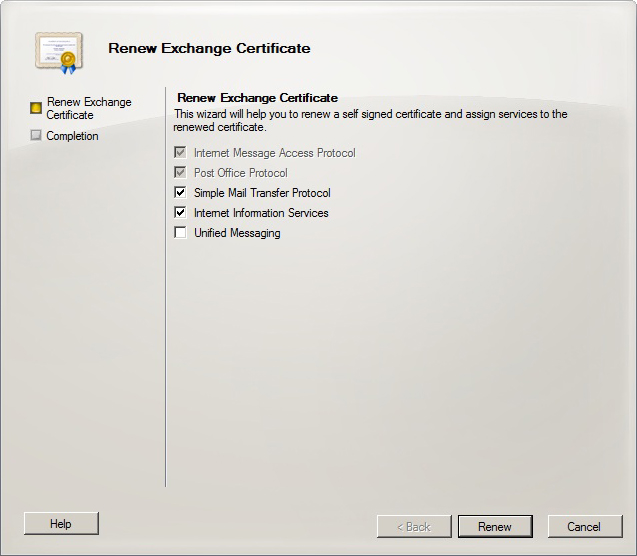 Renew Exchange Certificate
Renew Exchange
Certificate
Completion
Renew Exchange Certificate
This wizard will help you to renew a self signed certificate and assign services to the
renewed certificate.
Internet Message Access Protocol
Post Office Protocol
Simple Mail Transfer Protocol
Internet Information Services
Unified Messaging
Help
< Back
Renew
Cancel